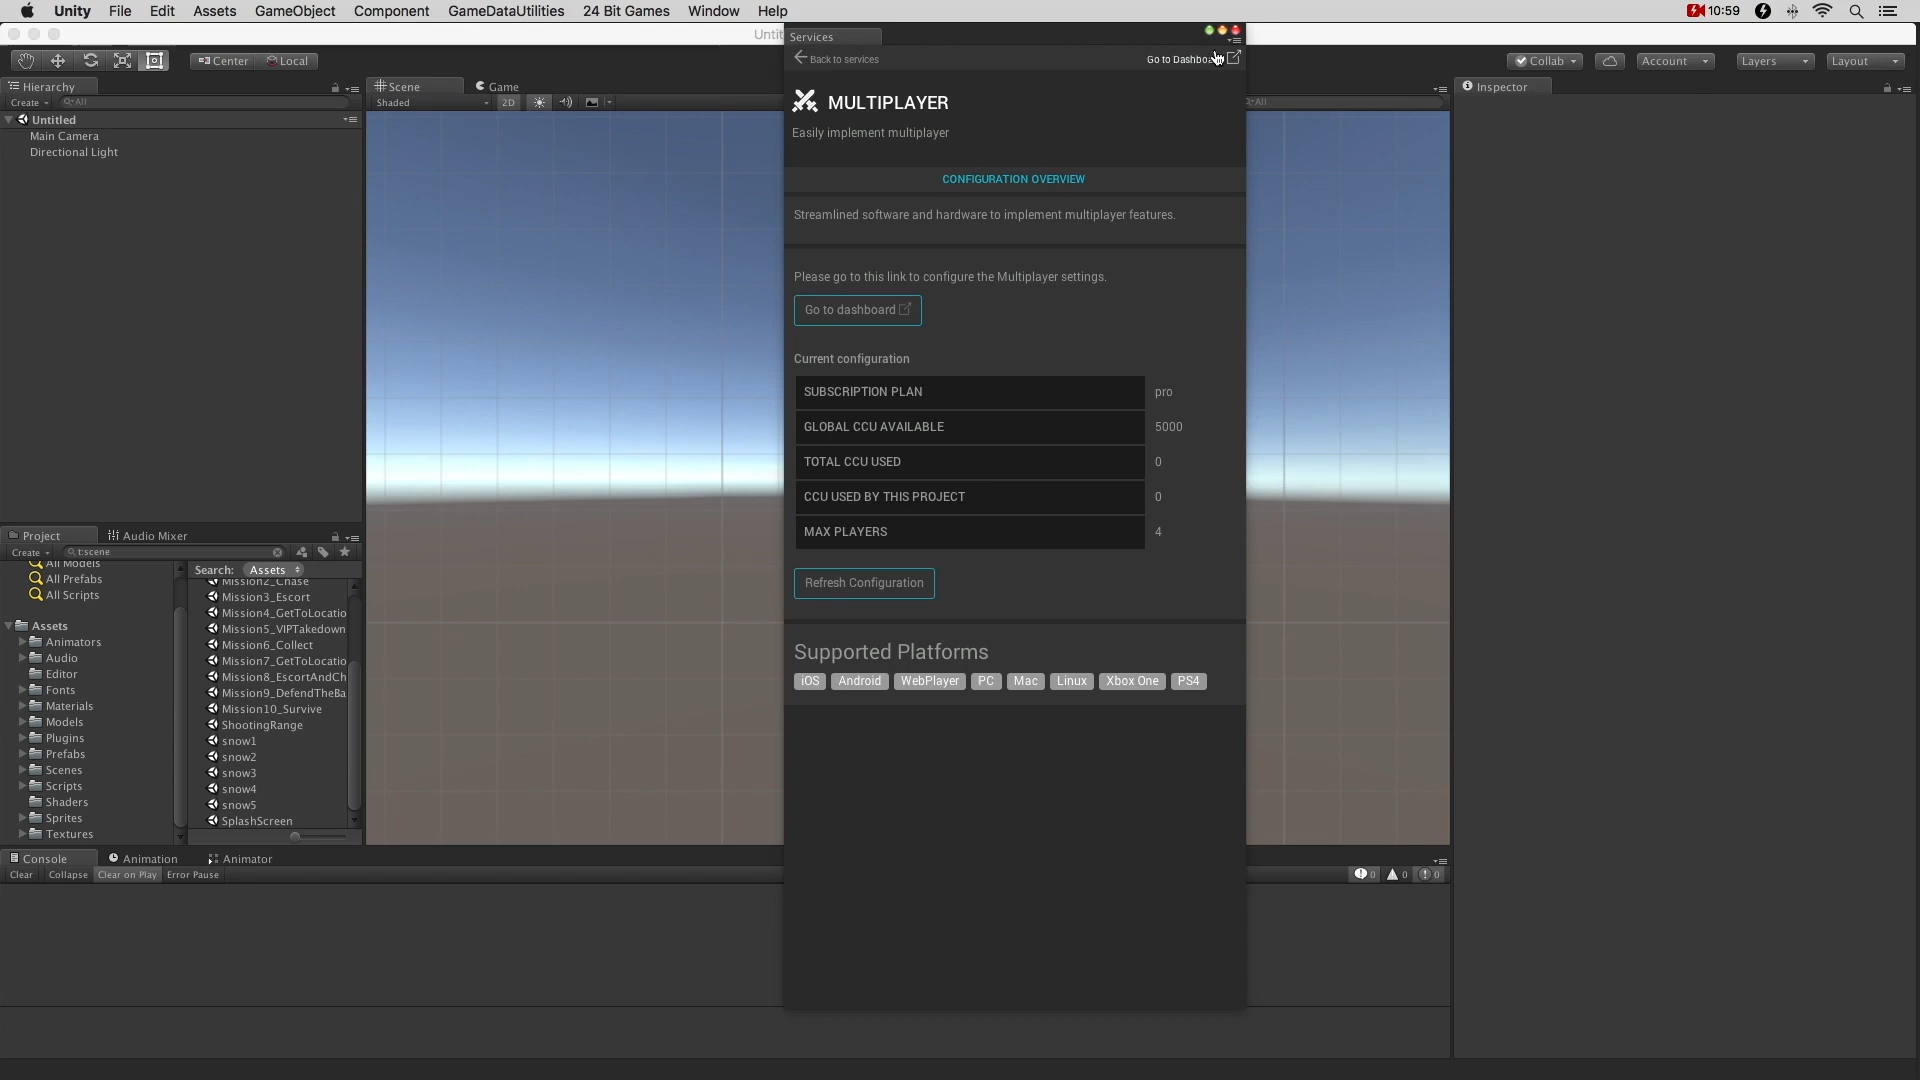 Unity File Edit Assets GameObject Component GameDataUtilities 24 Bit Games Window Help 10:59
Untit
Services
Center Local
Back to services
Go to Dashbo
Collab Account Layers Layout
Hierarchy
Create All
Untitled
Main Camera
Directional Light
Scene Game
Shaded 2D
All
Inspector
MULTIPLAYER
Easily implement multiplayer
CONFIGURATION OVERVIEW
Streamlined software and hardware to implement multiplayer features.
Please go to this link to configure the Multiplayer settings.
Go to dashboard
Current configuration
SUBSCRIPTION PLAN pro
GLOBAL CCU AVAILABLE 5000
TOTAL CCU USED 0
CCU USED BY THIS PROJECT 0
MAX PLAYERS 4
Refresh Configuration
Supported Platforms
iOS Android WebPlayer PC Mac Linux Xbox One PS4
Project Audio Mixer
Create t:scene
All Models
All Prefabs
All Scripts
Assets
Animators
Audio
Editor
Fonts
Materials
Models
Plugins
Prefabs
Scenes
Scripts
Shaders
Sprites
Textures
Search: Assets
Mission2_Chase
Mission3_Escort
Mission4_GetToLocatio
Mission5_VIPTakedown
Mission6_Collect
Mission7_GetToLocatio
Mission8_EscortAndCh
Mission9_DefendTheBa
Mission10_Survive
ShootingRange
snow1
snow2
snow3
snow4
snow5
SplashScreen
Console Animation Animator
Clear Collapse Clear on Play Error Pause 0 0 0